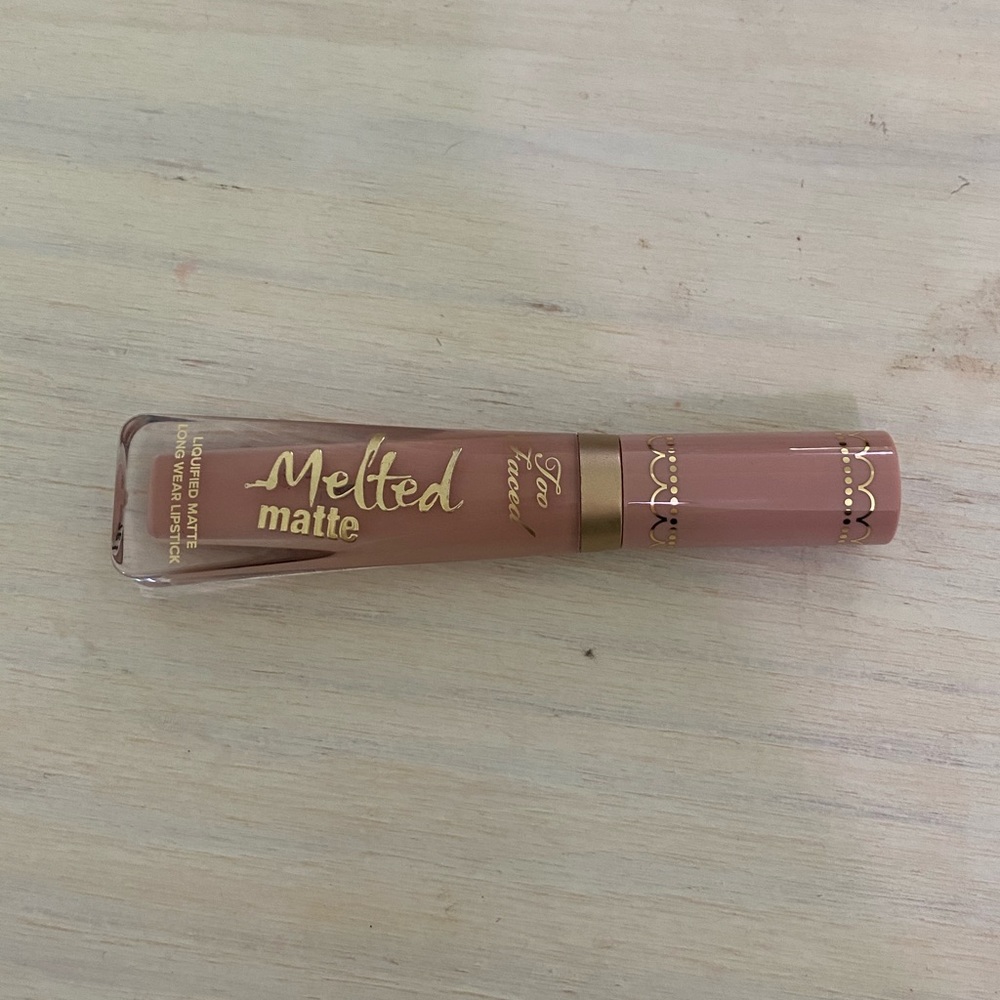 LIQUIFIED MATTE
LONG WEAR LIPSTICK
Melted
matte
Too
Faced